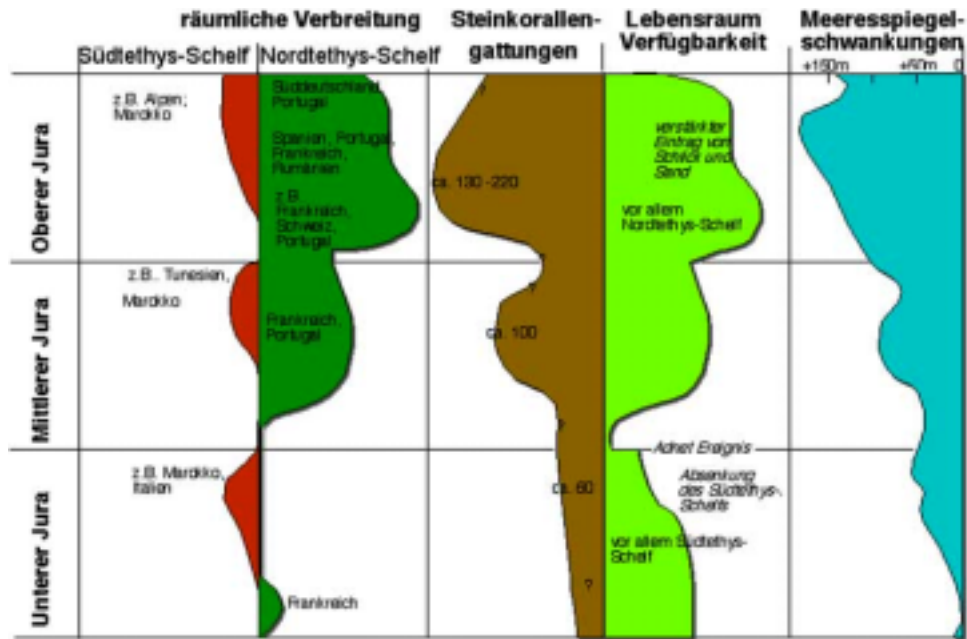 räumliche Verbreitung
Südtethys-Schelf
Nordtethys-Schelf
Steinkorallen-
gattungen
Lebensraum
Verfügbarkeit
Meeresspiegel-
schwankungen
+150m
+50m
0
Oberer Jura
z.B. Alpen;
Marokko
Süddeutschland,
Portugal
Spanien, Portugal,
Frankreich,
Rumänien
z.B.
Frankreich,
Schweiz,
Portugal
?
ca. 130 -220
verstärkter
Eintrag von
Schlick und
Sand
vor allem
Nordtethys-Schelf
Mittlerer Jura
z.B.. Tunesien,
Marokko
Frankreich,
Portugal
?
ca. 100
?
Adnet Ereignis
Unterer Jura
z.B. Marokko,
Italien
Frankreich
ca. 60
?
Absenkung
des Südtethys-
Schelfs
vor allem Südtethys-
Schelf